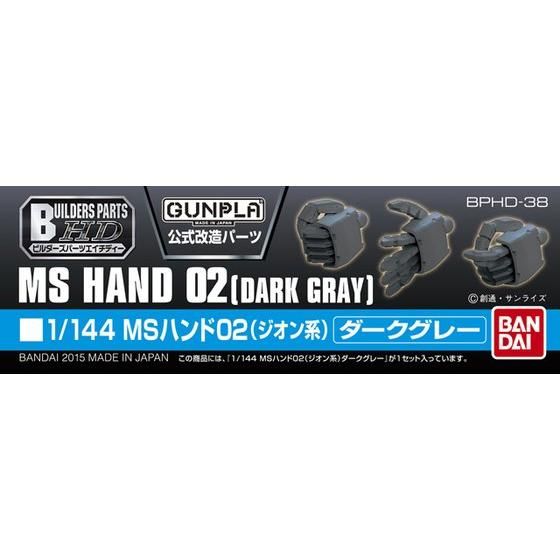 BUILDERS PARTS
HD
ビルダーズパーツエイチディー
GUNPLA
MADE IN JAPAN
公式改造パーツ
BPHD-38
MS HAND 02 [DARK GRAY]
©創通・サンライズ
■1/144 MSハンド02(ジオン系) ダークグレー
BAN
DAI
BANDAI 2015 MADE IN JAPAN この商品には、「1/144 MSハンド02(ジオン系)ダークグレー」が1セット入っています。